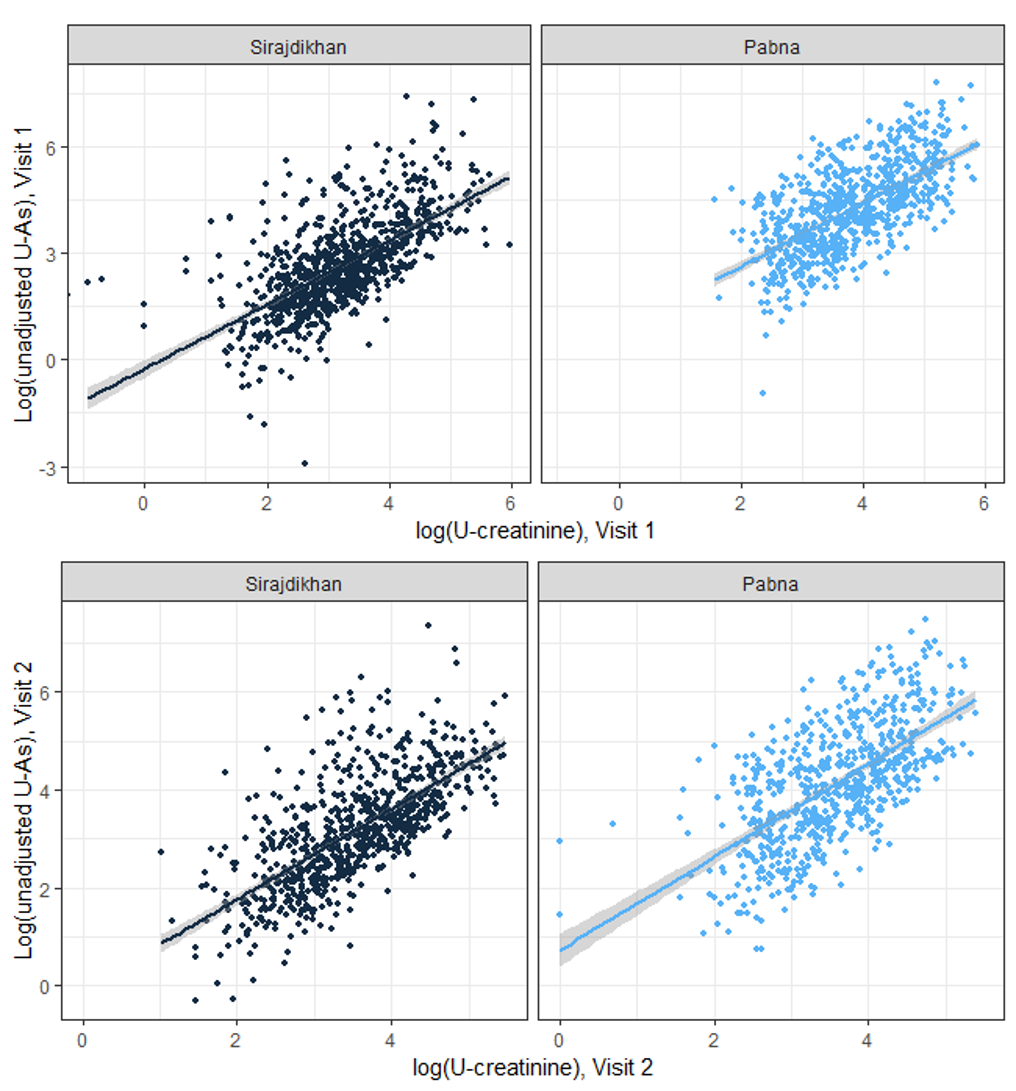 Sirajdikhan Pabna
Log(unadjusted U-As), Visit 1
6
3
0
-3
0 2 4 6 0 2 4 6
log(U-creatinine), Visit 1
Sirajdikhan Pabna
Log(unadjusted U-As), Visit 2
6
4
2
0
0 2 4 0 2 4
log(U-creatinine), Visit 2